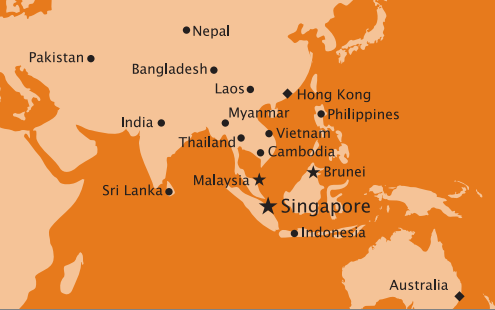 Nepal
Pakistan
Bangladesh
Laos
Hong Kong
Myanmar
Philippines
India
Vietnam
Thailand
Cambodia
Brunei
Malaysia
Sri Lanka
Singapore
Indonesia
Australia